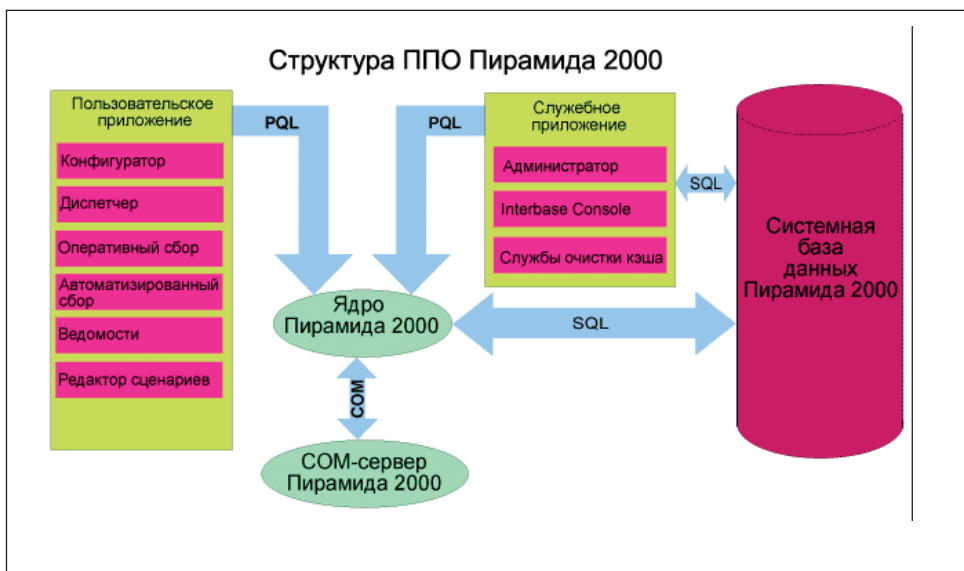 Структура ППО Пирамида 2000
Пользовательское
приложение
Конфигуратор
Диспетчер
Оперативный сбор
Автоматизированный
сбор
Ведомости
Редактор сценариев
PQL
PQL
Служебное
приложение
Администратор
Interbase Console
Службы очистки кэша
SQL
Системная
база
данных
Пирамида 2000
Ядро
Пирамида 2000
SQL
COM
COM-сервер
Пирамида 2000